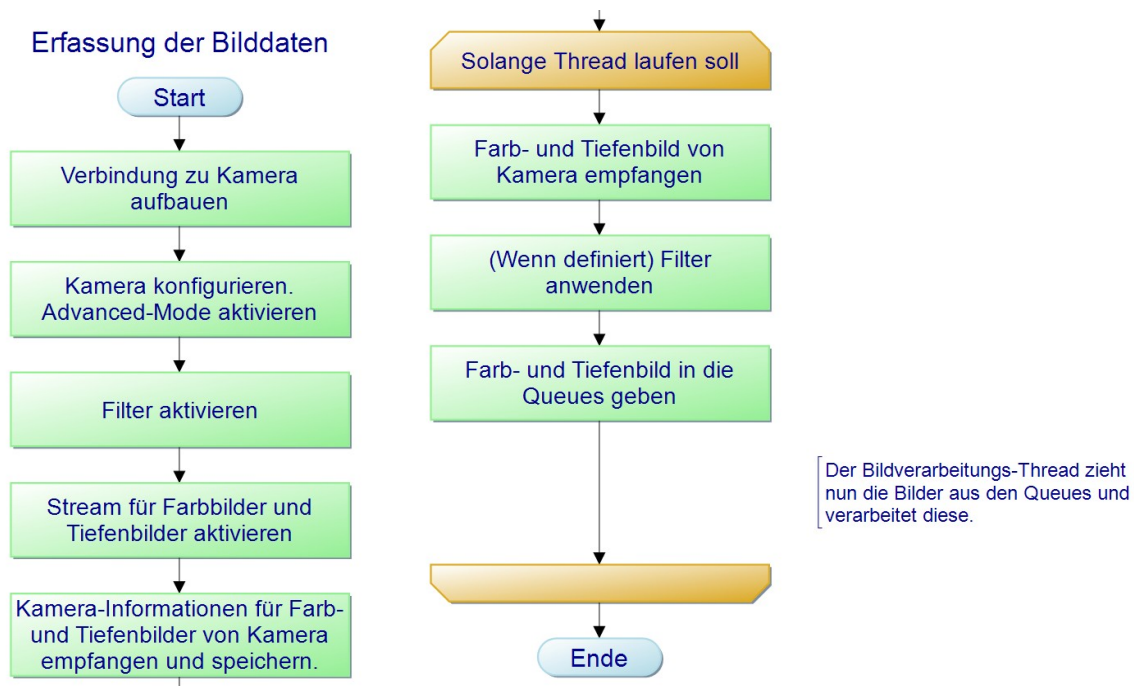 Erfassung der Bilddaten
Start
Verbindung zu Kamera
aufbauen
Kamera konfigurieren.
Advanced-Mode aktivieren
Filter aktivieren
Stream für Farbbilder und
Tiefenbilder aktivieren
Kamera-Informationen für Farb-
und Tiefenbilder von Kamera
empfangen und speichern.
Solange Thread laufen soll
Farb- und Tiefenbild von
Kamera empfangen
(Wenn definiert) Filter
anwenden
Farb- und Tiefenbild in die
Queues geben
Der Bildverarbeitungs-Thread zieht
nun die Bilder aus den Queues und
verarbeitet diese.
Ende